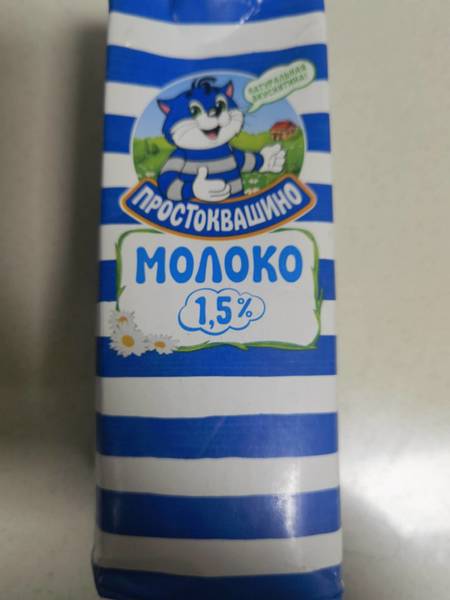 НАТУРАЛЬНАЯ
ВКУСНЯТИНА!
ПРОСТОКВАШИНО
МОЛОКО
1,5%